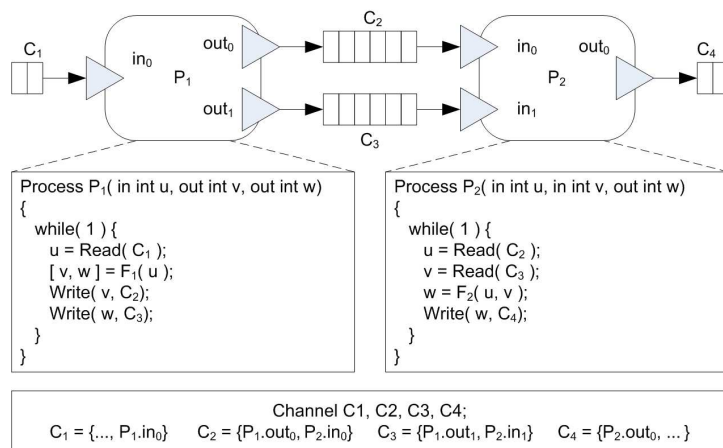 C₁
in₀
P₁
out₀
out₁
C₂
C₃
in₀
in₁
P₂
out₀
C₄
Process P₁( in int u, out int v, out int w)
{
while( 1 ) {
u = Read( C₁ );
[ v, w ] = F₁( u );
Write( v, C₂);
Write( w, C₃);
}
}
Process P₂( in int u, in int v, out int w)
{
while( 1 ) {
u = Read( C₂ );
v = Read( C₃ );
w = F₂( u, v );
Write( w, C₄);
}
}
Channel C1, C2, C3, C4;
C₁ = {..., P₁.in₀} C₂ = {P₁.out₀, P₂.in₀} C₃ = {P₁.out₁, P₂.in₁} C₄ = {P₂.out₀, ... }